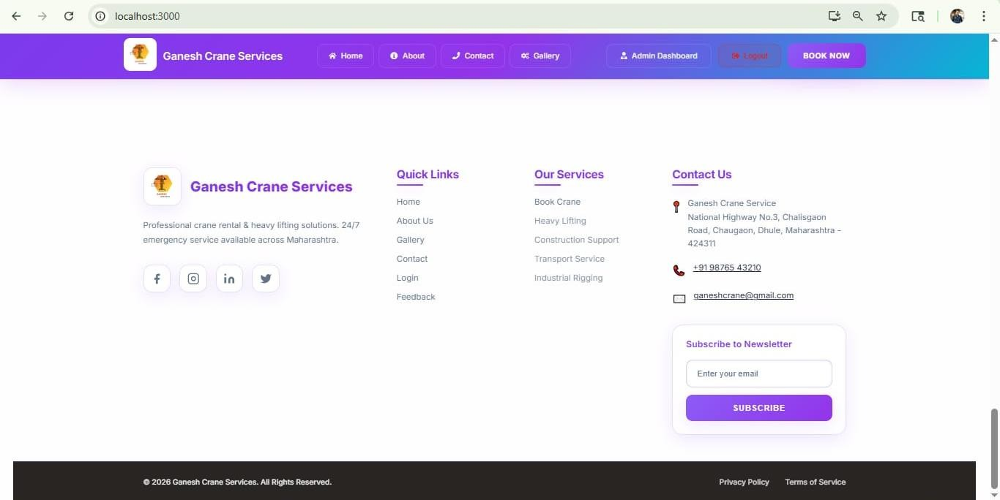 localhost:3000
Ganesh Crane Services
Home
About
Contact
Gallery
Admin Dashboard
Logout
BOOK NOW
Ganesh Crane Services
Professional crane rental & heavy lifting solutions. 24/7
emergency service available across Maharashtra.
Quick Links
Home
About Us
Gallery
Contact
Login
Feedback
Our Services
Book Crane
Heavy Lifting
Construction Support
Transport Service
Industrial Rigging
Contact Us
Ganesh Crane Service
National Highway No.3, Chalisgaon
Road, Chaugaon, Dhule, Maharashtra -
424311
+91 98765 43210
ganeshcrane@gmail.com
Subscribe to Newsletter
Enter your email
SUBSCRIBE
© 2026 Ganesh Crane Services. All Rights Reserved.
Privacy Policy
Terms of Service